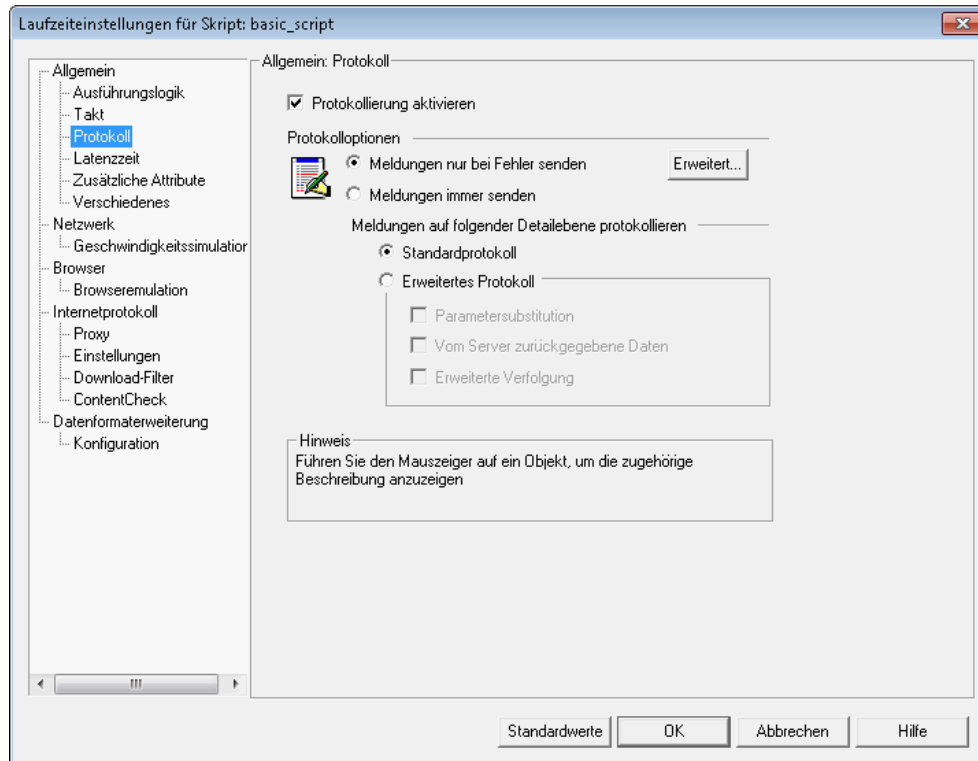 Laufzeiteinstellungen für Skript: basic_script
Allgemein
Ausführungslogik
Takt
Protokoll
Latenzzeit
Zusätzliche Attribute
Verschiedenes
Netzwerk
Geschwindigkeitssimulation
Browser
Browseremulation
Internetprotokoll
Proxy
Einstellungen
Download-Filter
ContentCheck
Datenformaterweiterung
Konfiguration
Allgemein: Protokoll
Protokollierung aktivieren
Protokolloptionen
Meldungen nur bei Fehler senden
Erweitert...
Meldungen immer senden
Meldungen auf folgender Detailebene protokollieren
Standardprotokoll
Erweitertes Protokoll
Parametersubstitution
Vom Server zurückgegebene Daten
Erweiterte Verfolgung
Hinweis
Führen Sie den Mauszeiger auf ein Objekt, um die zugehörige
Beschreibung anzuzeigen
Standardwerte
OK
Abbrechen
Hilfe